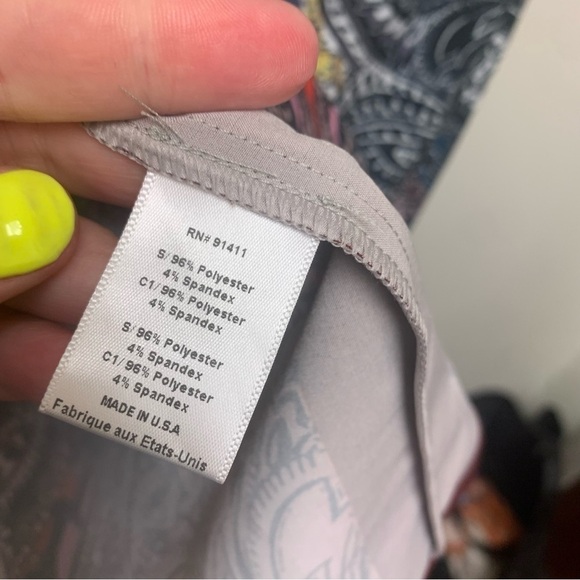 RN# 91411
S/ 96% Polyester
4% Spandex
C1/ 96% Polyester
4% Spandex
S/ 96% Polyester
4% Spandex
C1/ 96% Polyester
4% Spandex
MADE IN U.S.A
Fabrique aux Etats-Unis